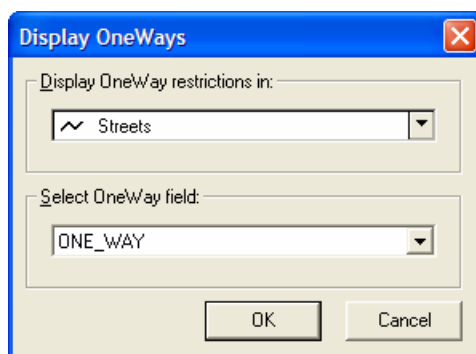 Display OneWays
Display OneWay restrictions in:
Streets
Select OneWay field:
ONE_WAY
OK Cancel